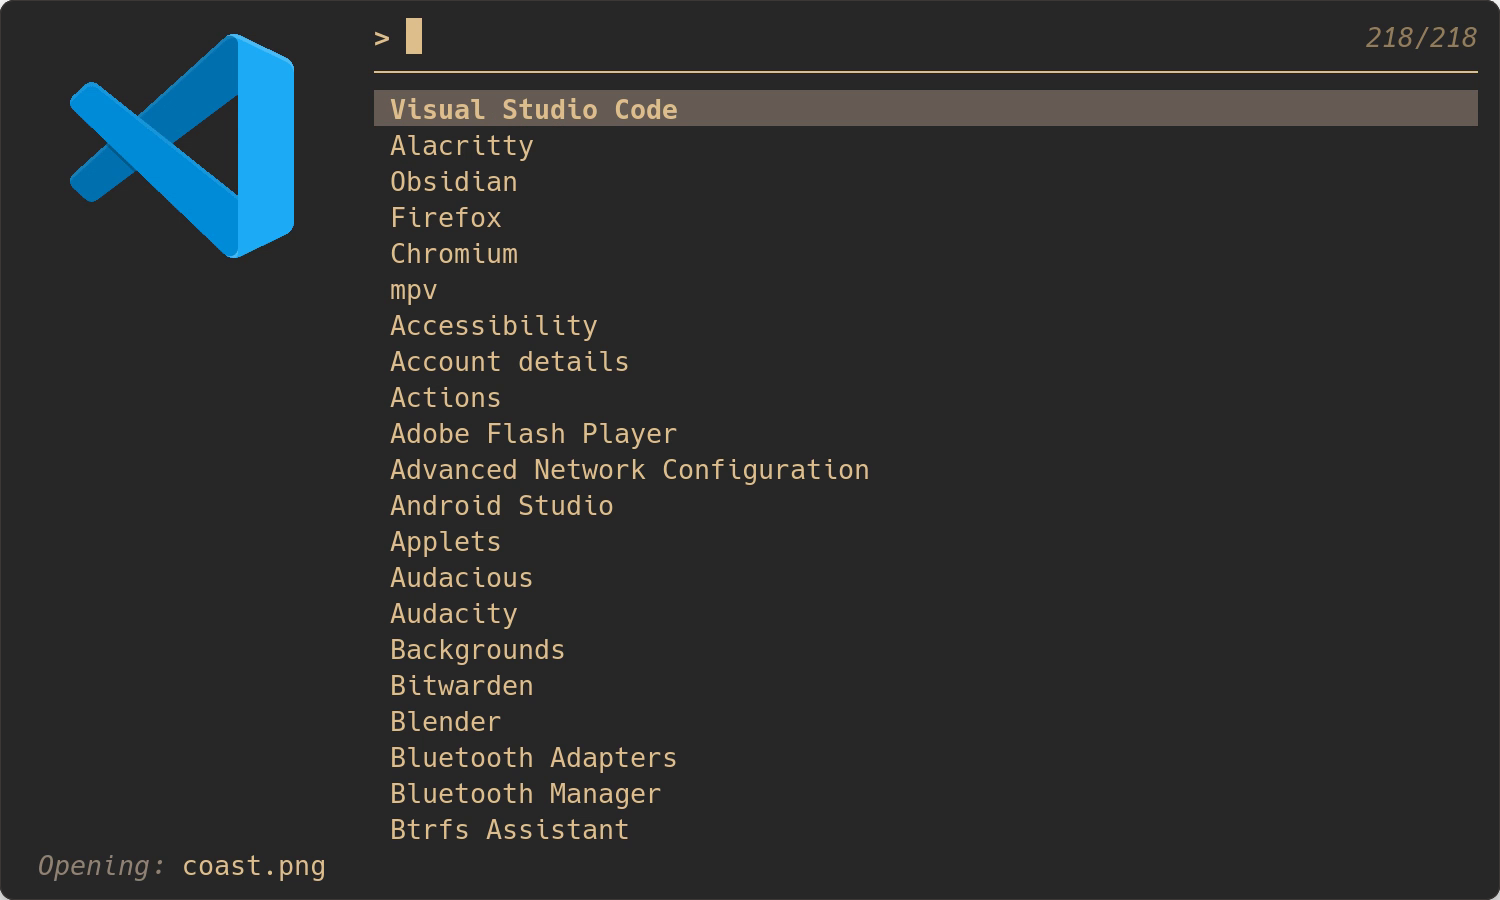 >
218/218
Visual Studio Code
Alacritty
Obsidian
Firefox
Chromium
mpv
Accessibility
Account details
Actions
Adobe Flash Player
Advanced Network Configuration
Android Studio
Applets
Audacious
Audacity
Backgrounds
Bitwarden
Blender
Bluetooth Adapters
Bluetooth Manager
Btrfs Assistant
Opening: coast.png